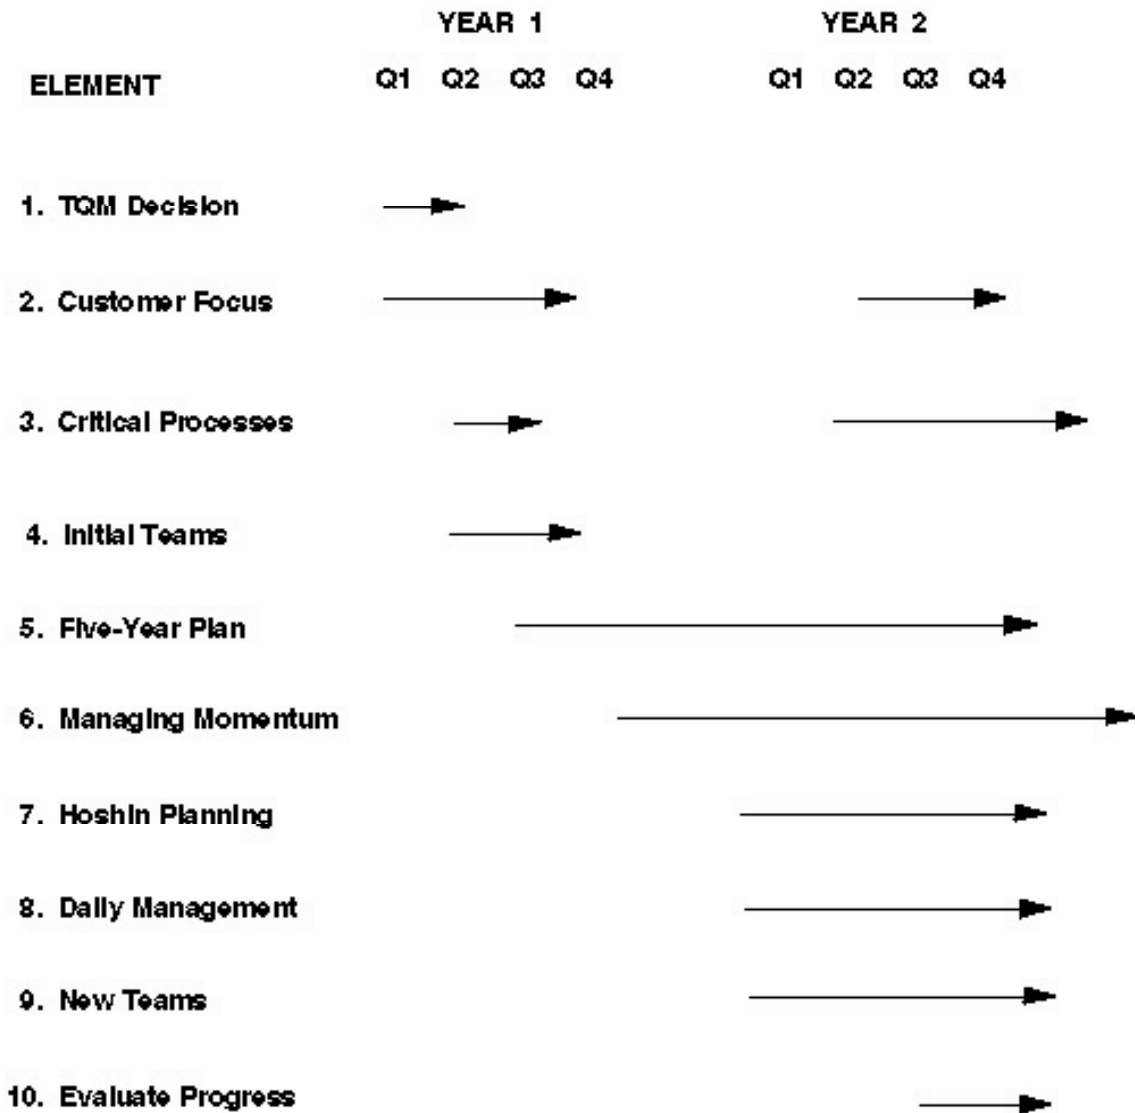 YEAR 1 YEAR 2
ELEMENT Q1 Q2 Q3 Q4 Q1 Q2 Q3 Q4
1. TQM Decision
2. Customer Focus
3. Critical Processes
4. Initial Teams
5. Five-Year Plan
6. Managing Momentum
7. Hoshin Planning
8. Daily Management
9. New Teams
10. Evaluate Progress